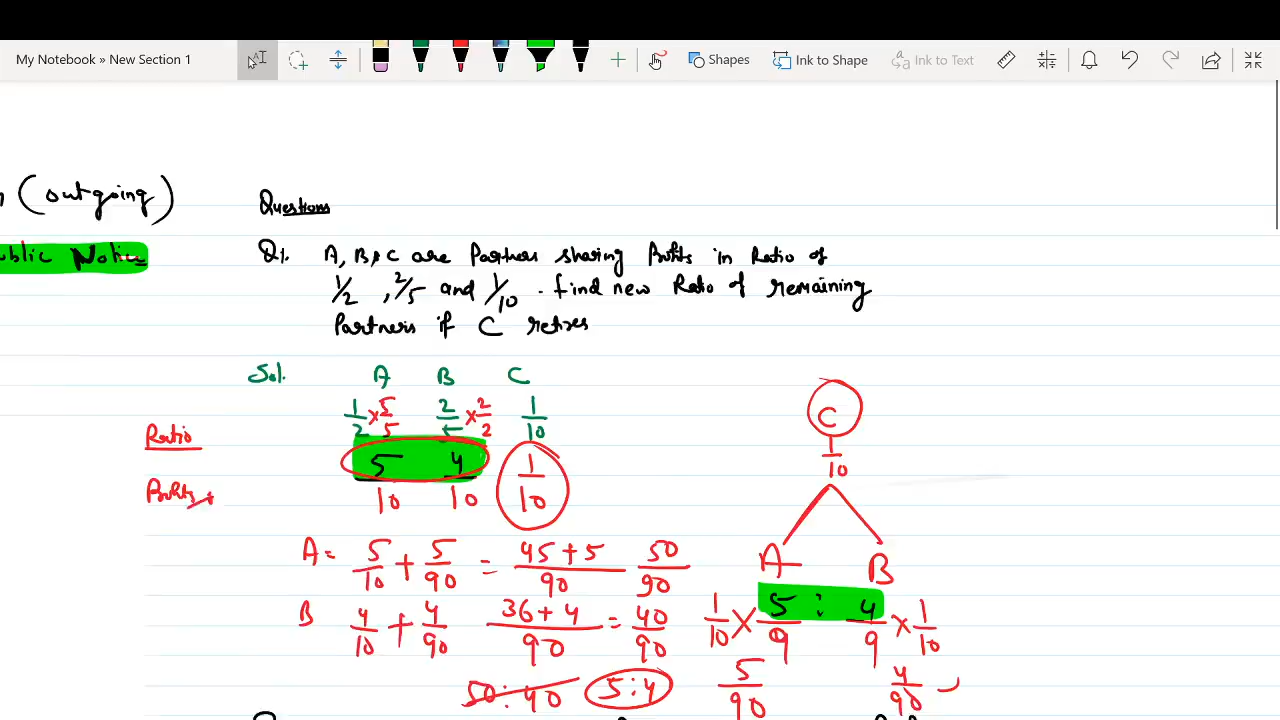 My Notebook » New Section 1
Shapes
Ink to Shape
Ink to Text
(outgoing)
Public Notice
Questions
Q1. A, B, C are Partner sharing Profits in Ratio of
1/2, 2/5 and 1/10. find new Ratio of remaining
Partners if C retires
Sol. A B C
1/2 × 5/5 2/5 × 2/2 1/10
Ratio
5/10 4/10 1/10
Profits
C
1/10
A B
A = 5/10 + 5/90 = 45+5/90 50/90
B 4/10 + 4/90 36+4/90 = 40/90
1/10 × 5/9 : 4/9 × 1/10
50:40 5:4
5/90 4/90